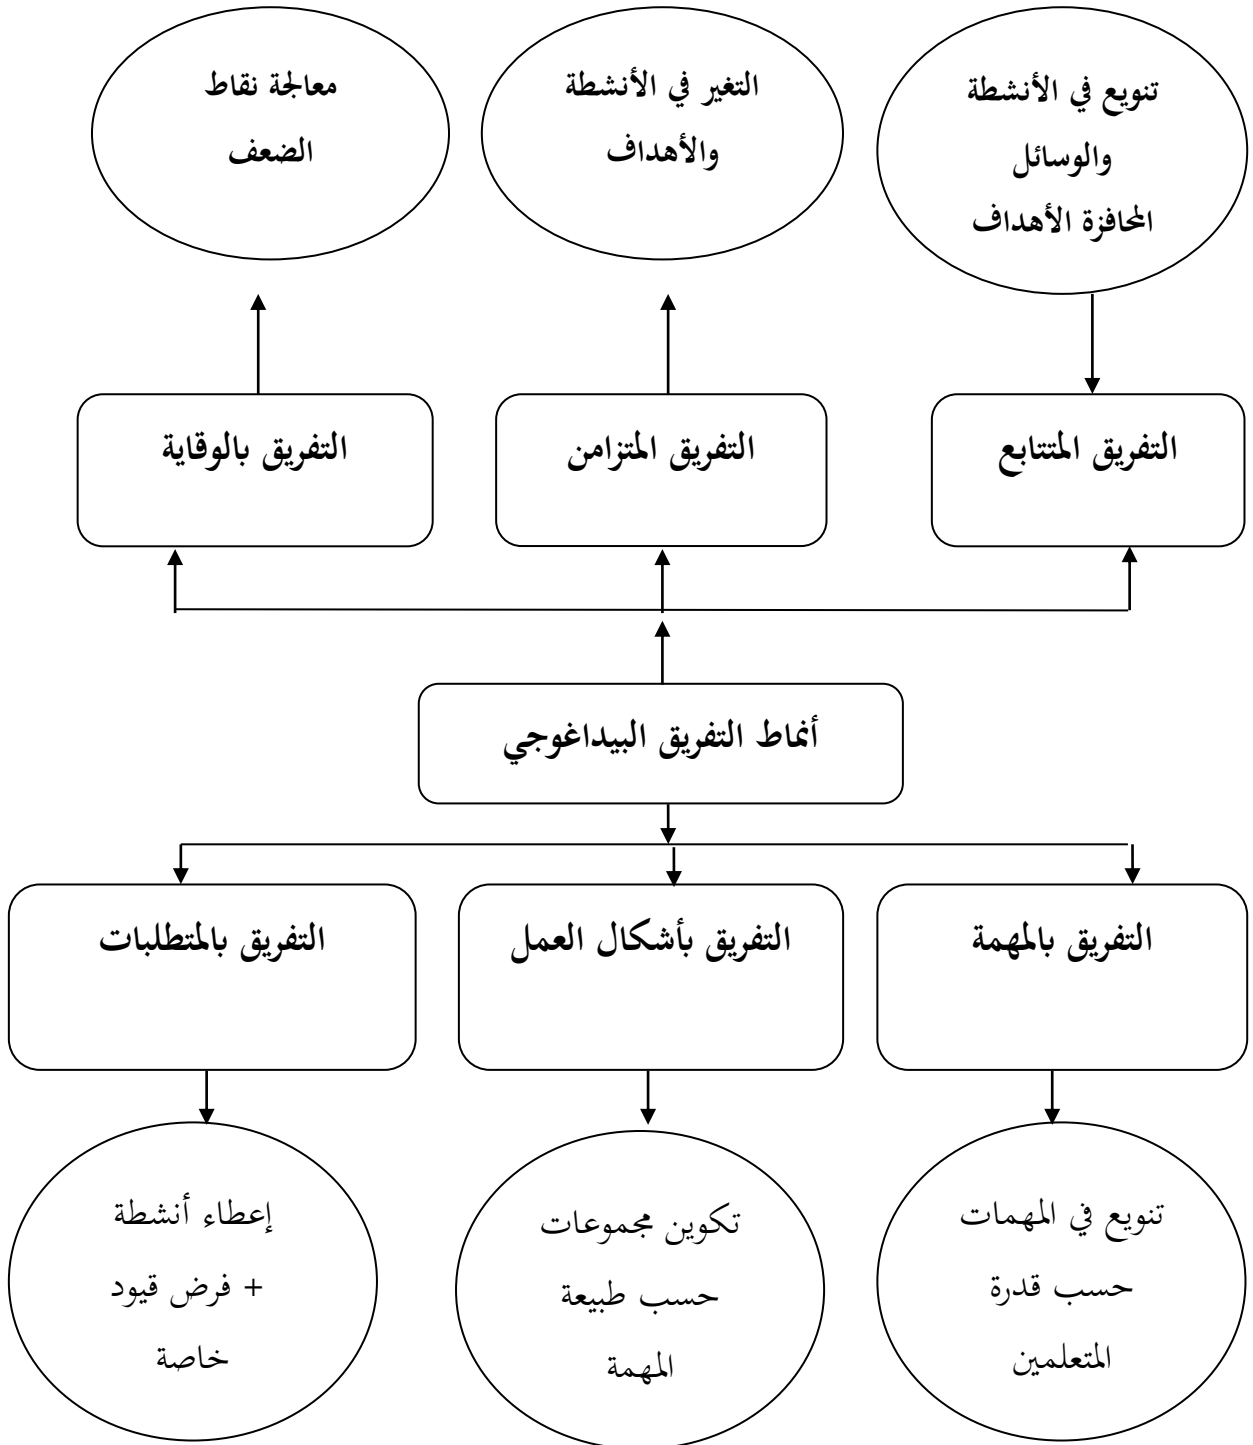 تنويع في الأنشطة
والوسائل
المحافزة الأهداف
التغير في الأنشطة
والأهداف
معالجة نقاط
الضعف
التفريق المتتابع
التفريق المتزامن
التفريق بالوقاية
أنماط التفريق البيداغوجي
التفريق بالمهمة
التفريق بأشكال العمل
التفريق بالمتطلبات
تنويع في المهمات
حسب قدرة
المتعلمين
تكوين مجموعات
حسب طبيعة
المهمة
إعطاء أنشطة
+ فرض قيود
خاصة